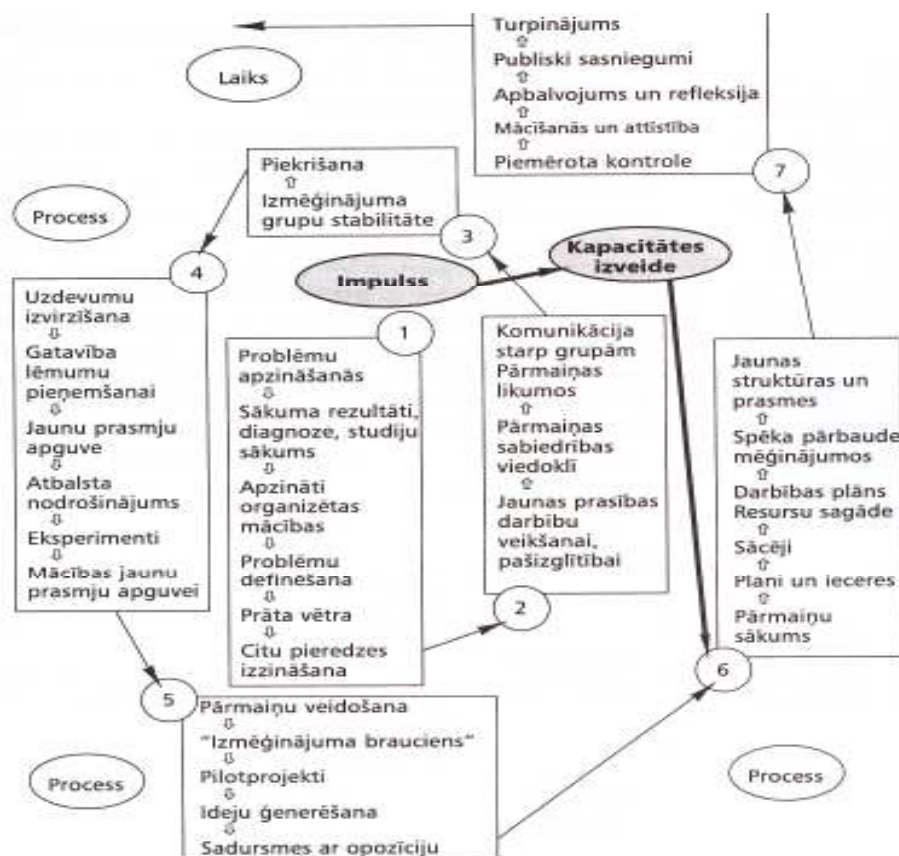 Turpinājums
Publiski sasniegumi
Apbalvojums un refleksija
Mācīšanās un attīstība
Piemērota kontrole
7
Laiks
Process
Piekrišana
Izmēģinājuma
grupu stabilitāte
3
4
Impulss
Kapacitātes
izveide
Uzdevumu
izvirzīšana
Gatavība
lēmumu
pieņemšanai
Jaunu prasmju
apguve
Atbalsta
nodrošinājums
Eksperimenti
Mācības jaunu
prasmju apguvei
1
Problēmu
apzināšanās
Sākuma rezultāti,
diagnoze, studiju
sākums
Apzināti
organizētas
mācības
Problēmu
definēšana
Prāta vētra
Citu pieredzes
izzināšana
Komunikācija
starp grupām
Pārmaiņas
likumos
Pārmaiņas
sabiedrības
viedoklī
Jaunas prasības
darbību
veikšanai,
pašizglītībai
2
Jaunas
struktūras un
prasmes
Spēka pārbaude
mēģinājumos
Darbības plāns
Resursu sagāde
Sācēji
Plāni un ieceres
Pārmaiņu
sākums
6
5
Pārmaiņu veidošana
"Izmēģinājuma brauciens"
Pilotprojekti
Ideju ģenerēšana
Sadursmes ar opozīciju
Process
Process